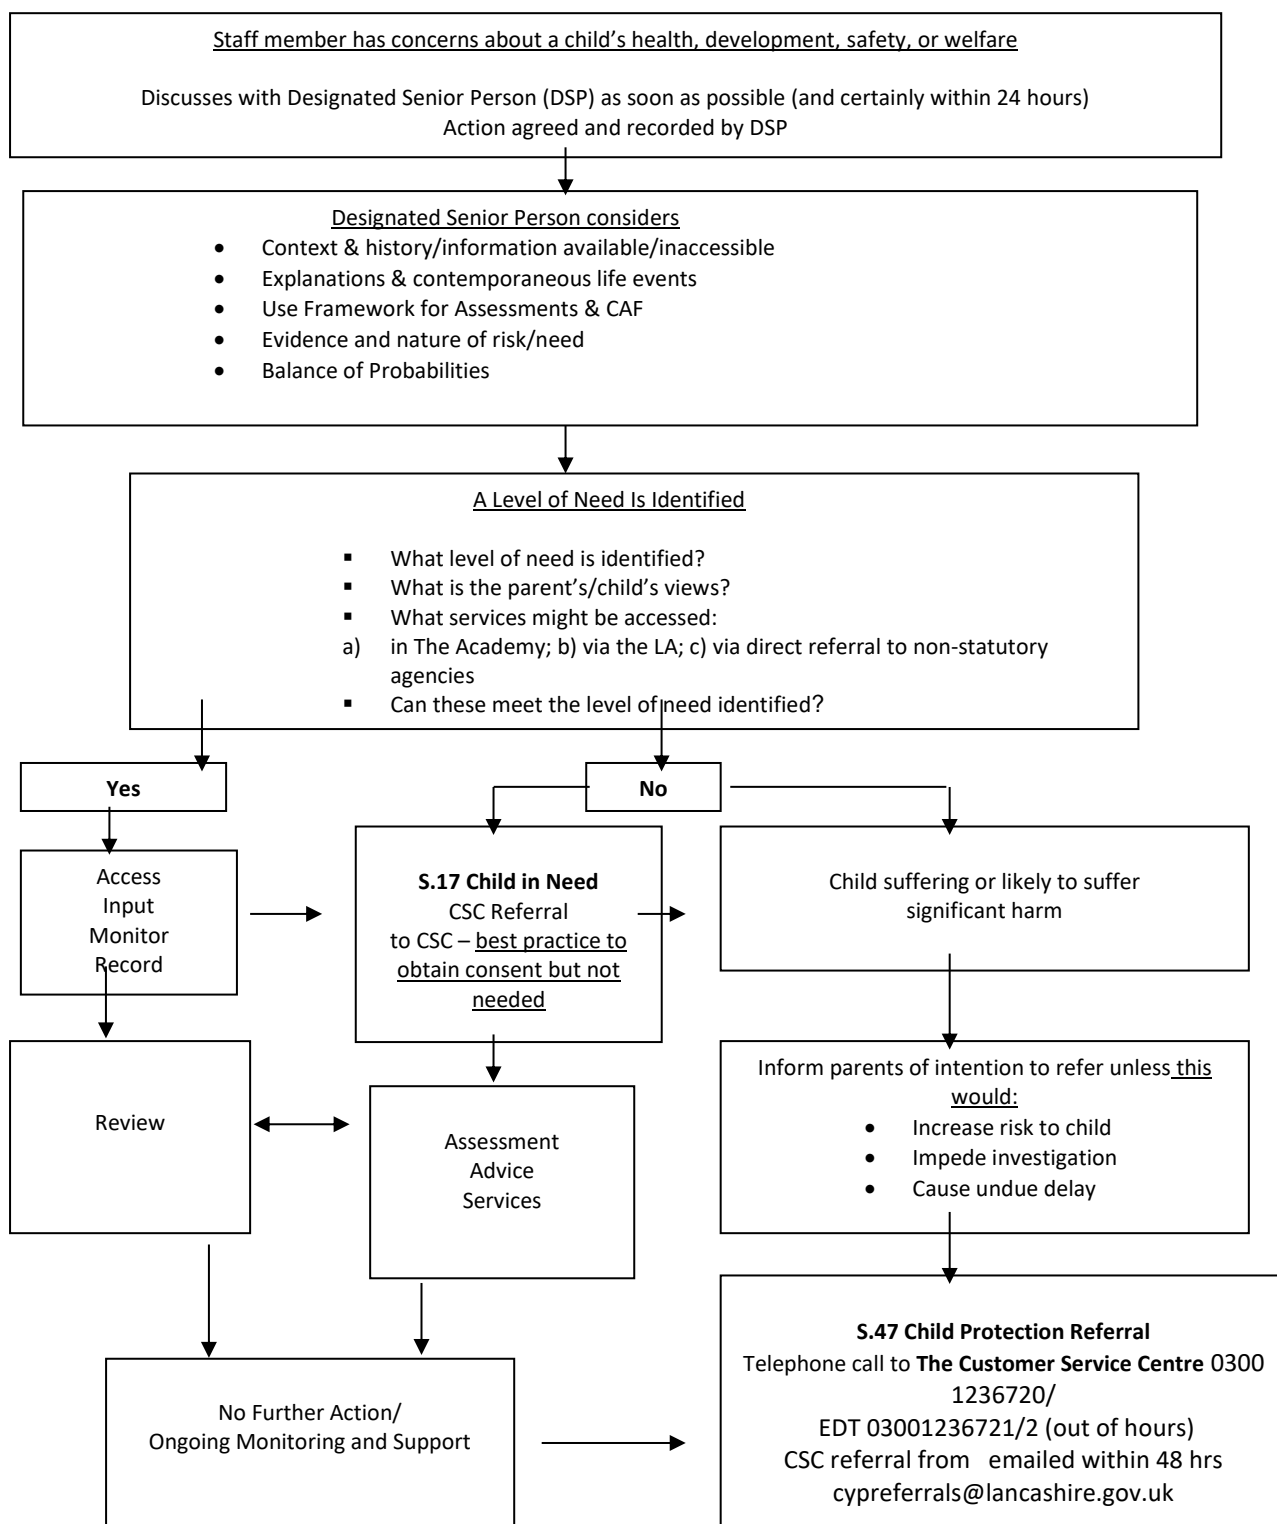 Staff member has concerns about a child’s health, development, safety, or welfare
Discusses with Designated Senior Person (DSP) as soon as possible (and certainly within 24 hours)
Action agreed and recorded by DSP
Designated Senior Person considers
• Context & history/information available/inaccessible
• Explanations & contemporaneous life events
• Use Framework for Assessments & CAF
• Evidence and nature of risk/need
• Balance of Probabilities
A Level of Need Is Identified
▪ What level of need is identified?
▪ What is the parent’s/child’s views?
▪ What services might be accessed:
a) in The Academy; b) via the LA; c) via direct referral to non-statutory
agencies
▪ Can these meet the level of need identified?
Yes
No
Access
Input
Monitor
Record
S.17 Child in Need
CSC Referral
to CSC – best practice to
obtain consent but not
needed
Child suffering or likely to suffer
significant harm
Review
Assessment
Advice
Services
Inform parents of intention to refer unless this
would:
• Increase risk to child
• Impede investigation
• Cause undue delay
No Further Action/
Ongoing Monitoring and Support
S.47 Child Protection Referral
Telephone call to The Customer Service Centre 0300
1236720/
EDT 03001236721/2 (out of hours)
CSC referral from emailed within 48 hrs
cypreferrals@lancashire.gov.uk